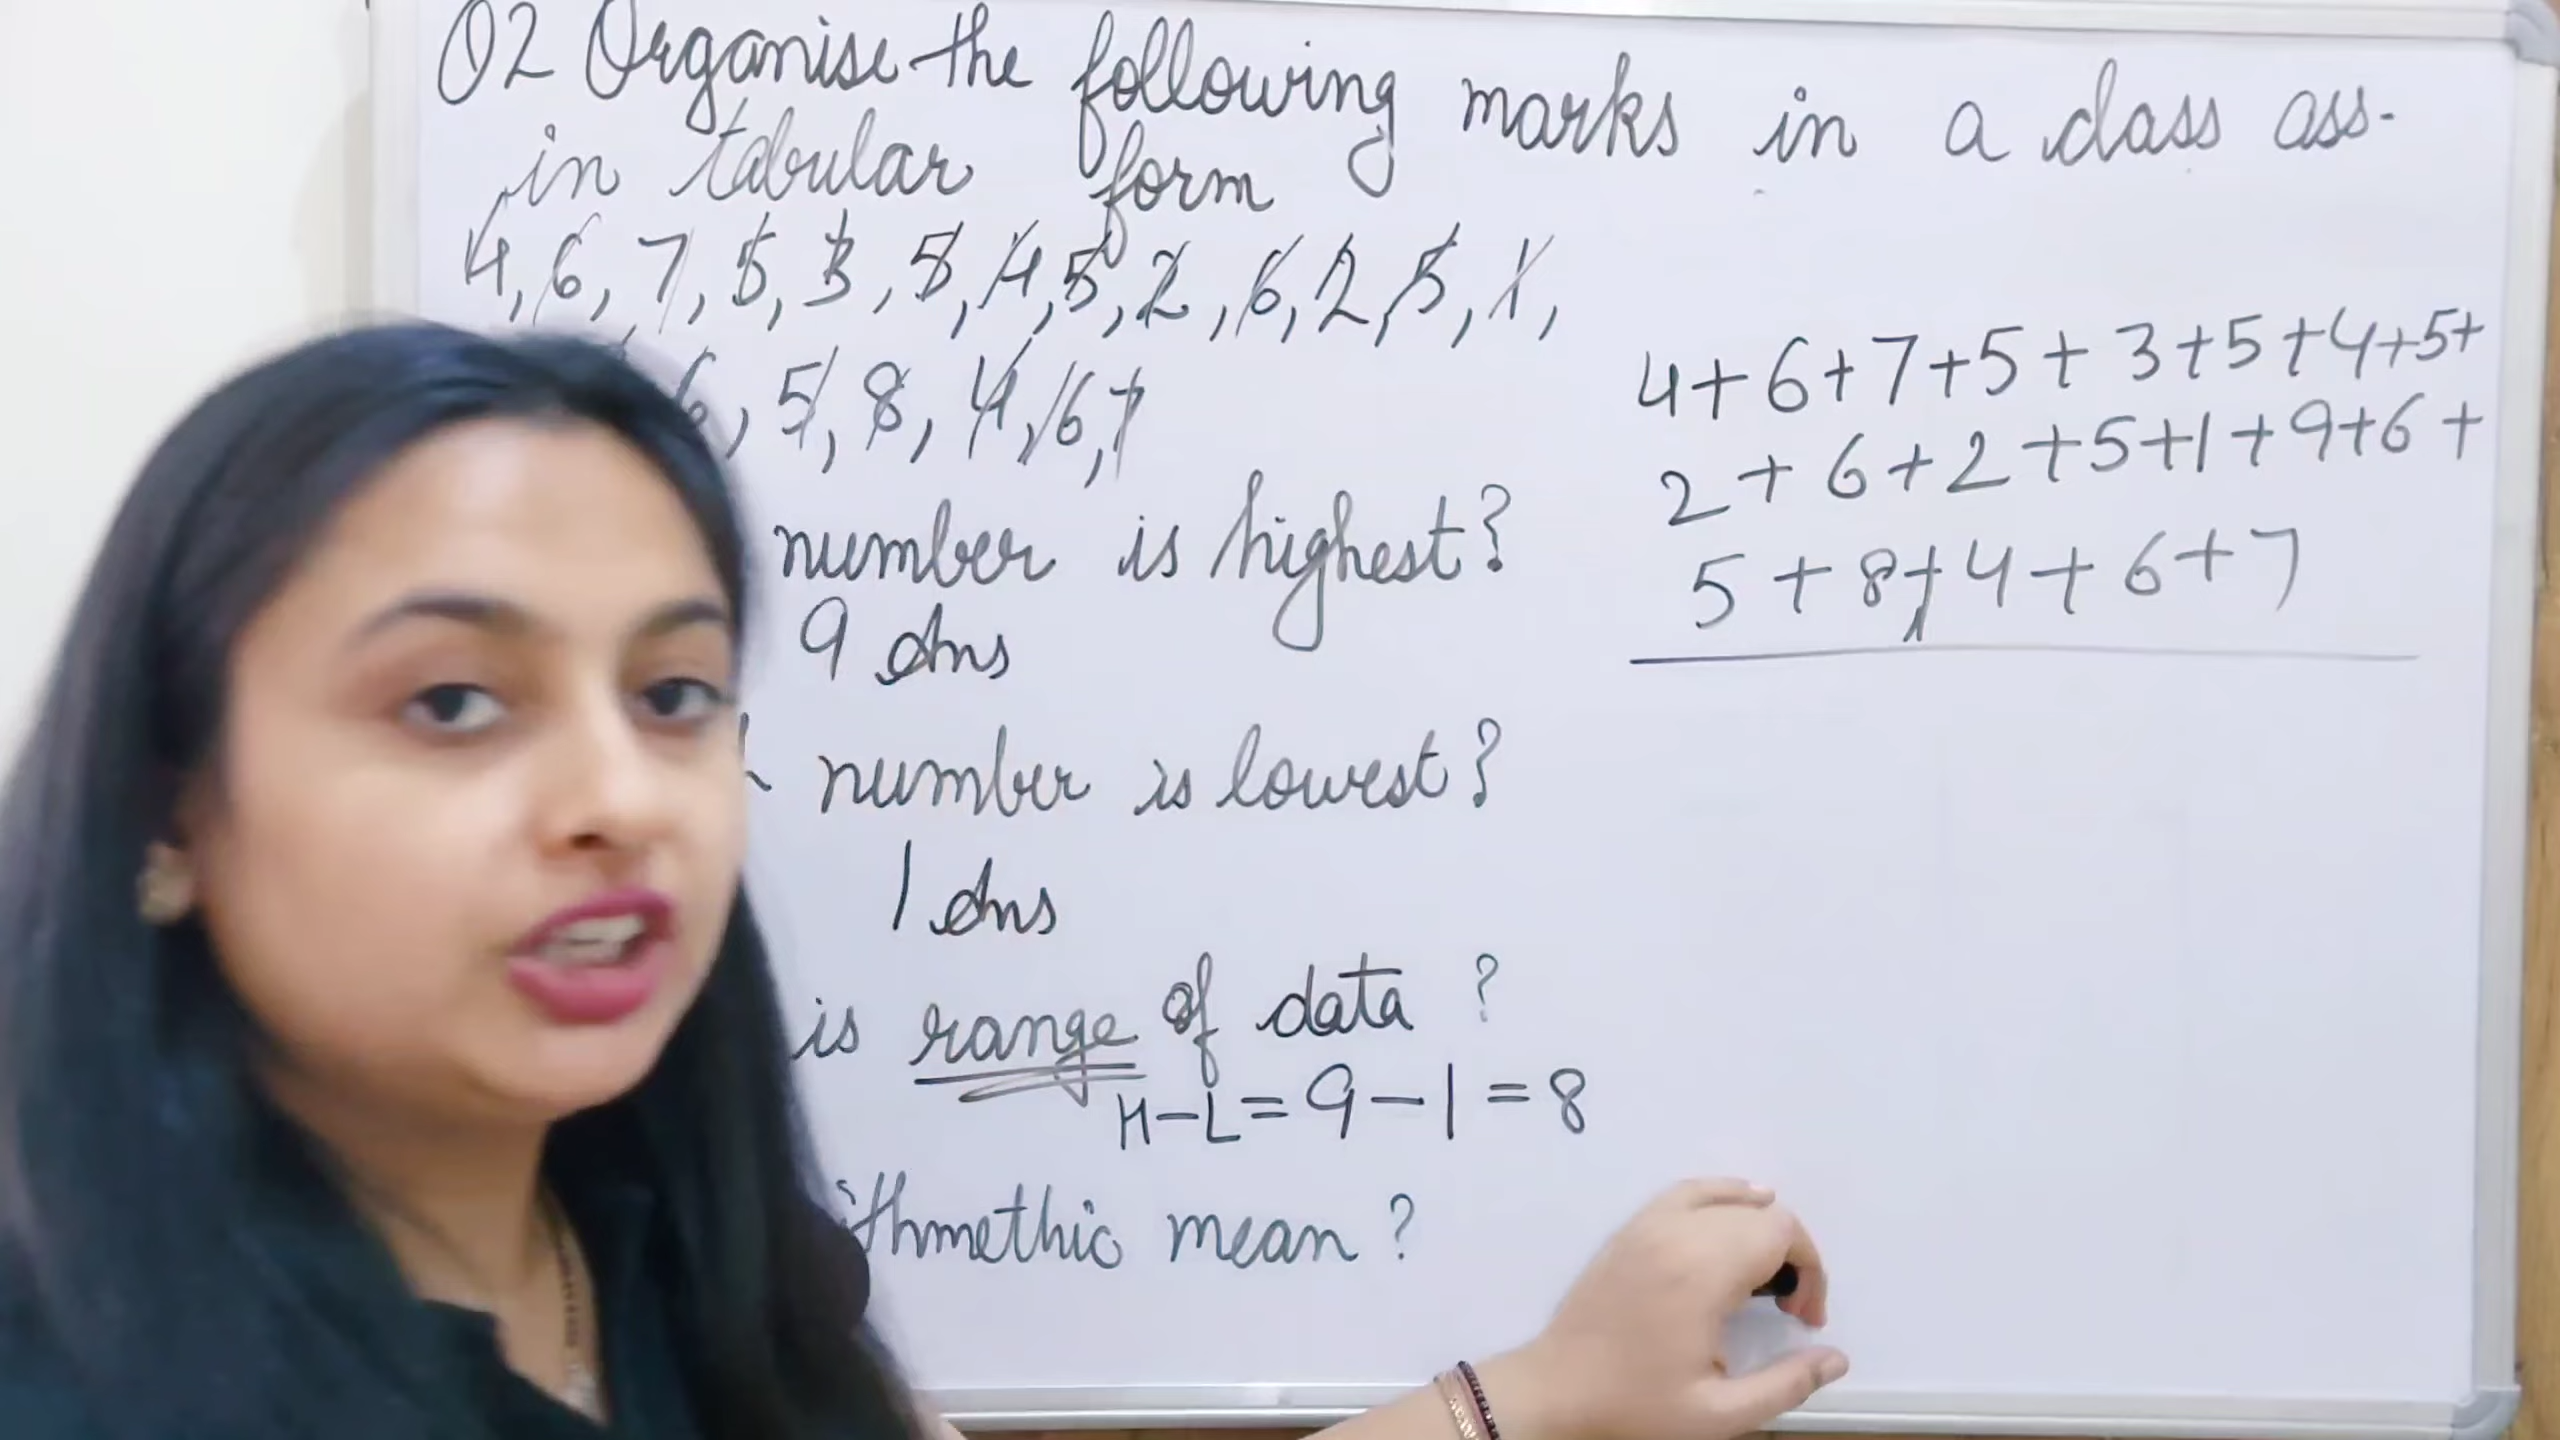 Q2 Organise the following marks in a class ass.
in tabular form
4, 6, 7, 5, 3, 5, 4, 5, 2, 6, 2, 5, 1,
6, 5, 8, 4, 6, 7
number is highest?
9 Ans
number is lowest?
1 Ans
is range of data ?
H-L = 9 - 1 = 8
ithmethic mean ?
4+6+7+5+3+5+4+5+
2+6+2+5+1+9+6+
5+8+4+6+7